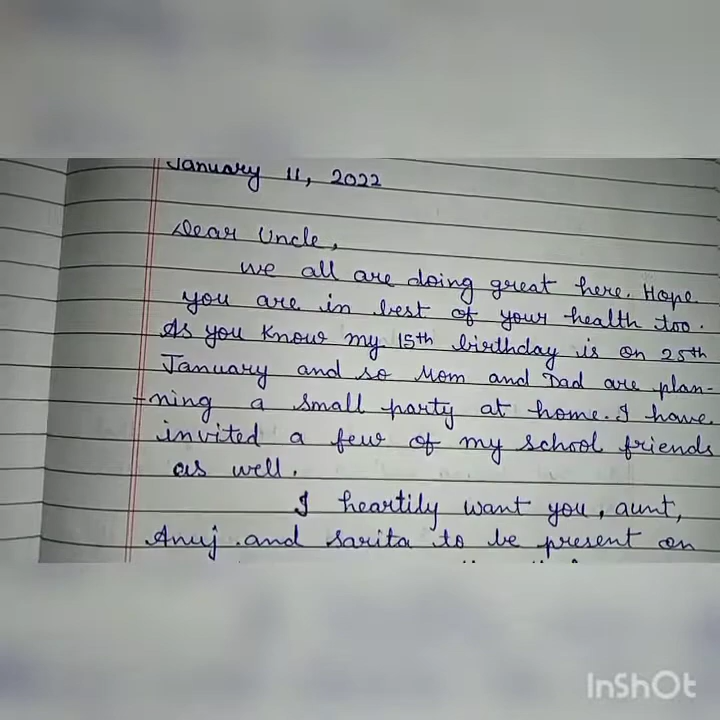 January 11, 2022
Dear Uncle,
We all are doing great here. Hope
you are in best of your health too.
As you know my 15th birthday is on 25th
January and so Mom and Dad are plan-
-ning a small party at home. I have
invited a few of my school friends
as well.
I heartily want you, aunt,
Anuj and Sarita to be present on
InShOt